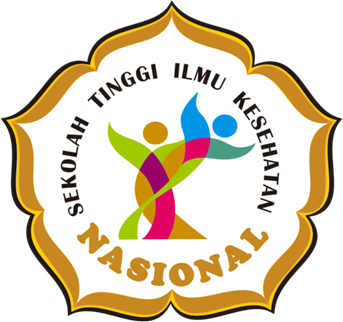 SEKOLAH TINGGI ILMU KESEHATAN
NASIONAL